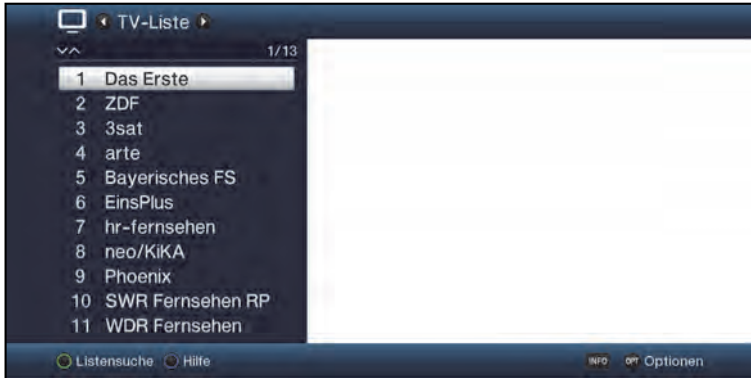 TV-Liste
1/13
1 Das Erste
2 ZDF
3 3sat
4 arte
5 Bayerisches FS
6 EinsPlus
7 hr-fernsehen
8 neo/KiKA
9 Phoenix
10 SWR Fernsehen RP
11 WDR Fernsehen
Listensuche Hilfe INFO OPT Optionen